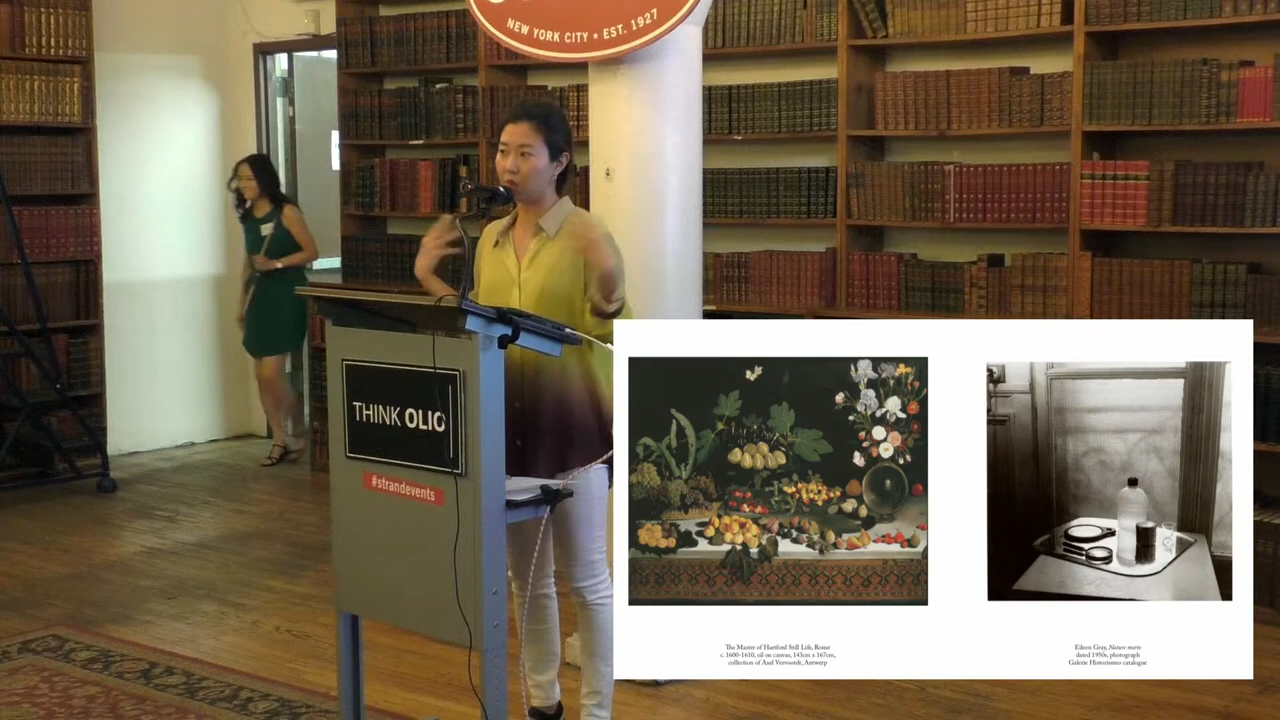 NEW YORK CITY ★ EST. 1927
THINK OLIO
#strandevents
The Master of Hartford Still Life, Rome
c. 1600-1610, oil on canvas, 143cm x 167cm,
collection of Axel Vervoordt, Antwerp
Eileen Gray, Nature morte
dated 1950s, photograph
Galerie Historismus catalogue